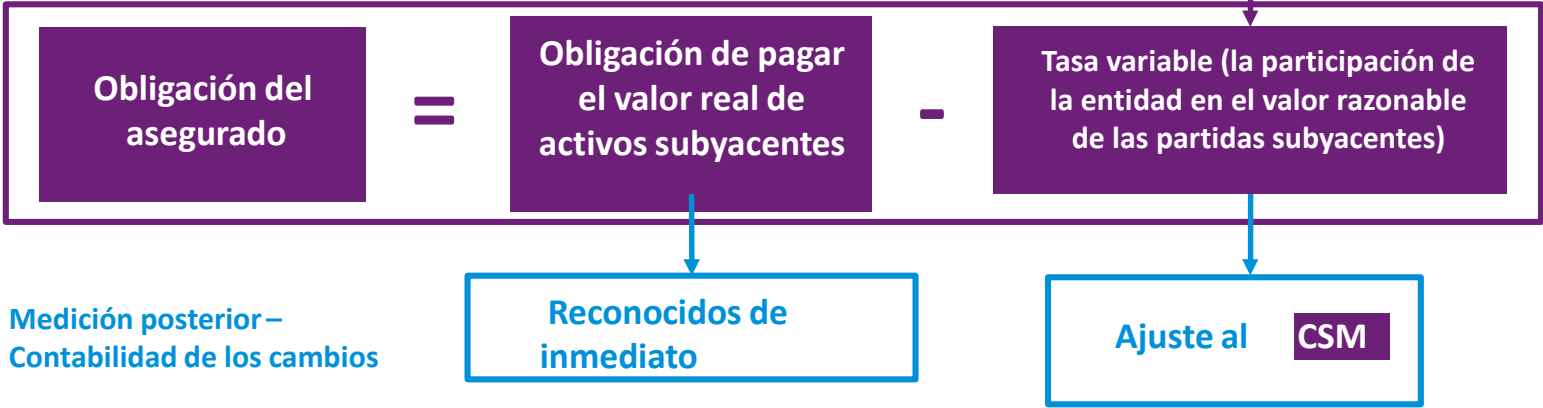 Obligación del
asegurado
=
Obligación de pagar
el valor real de
activos subyacentes
-
Tasa variable (la participación de
la entidad en el valor razonable
de las partidas subyacentes)
Medición posterior –
Contabilidad de los cambios
Reconocidos de
inmediato
Ajuste al CSM